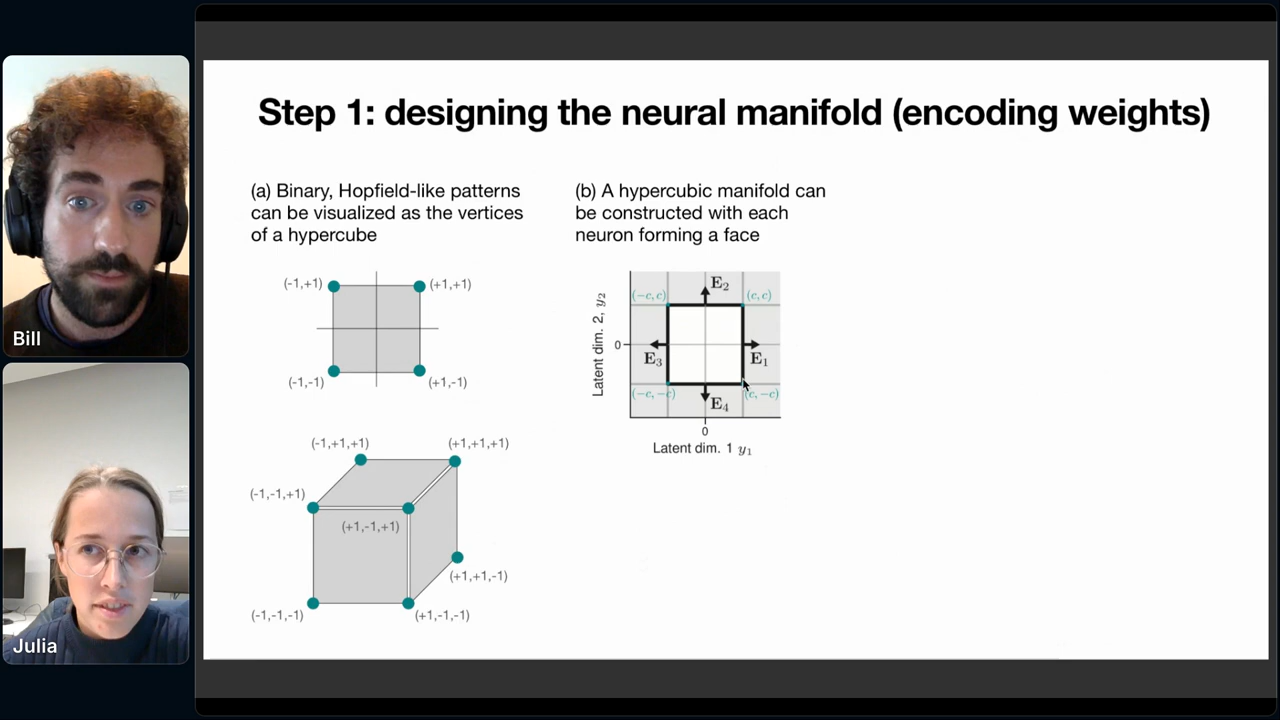 Step 1: designing the neural manifold (encoding weights)
(a) Binary, Hopfield-like patterns
can be visualized as the vertices
of a hypercube
(-1,+1)
(+1,+1)
(-1,-1)
(+1,-1)
(-1,+1,+1)
(+1,+1,+1)
(-1,-1,+1)
(+1,-1,+1)
(+1,+1,-1)
(-1,-1,-1)
(+1,-1,-1)
(b) A hypercubic manifold can
be constructed with each
neuron forming a face
Latent dim. 2, y₂
(−c, c)
E₂
(c, c)
0
E₃
E₁
(−c, −c)
E₄
(c, −c)
0
Latent dim. 1 y₁
Bill
Julia